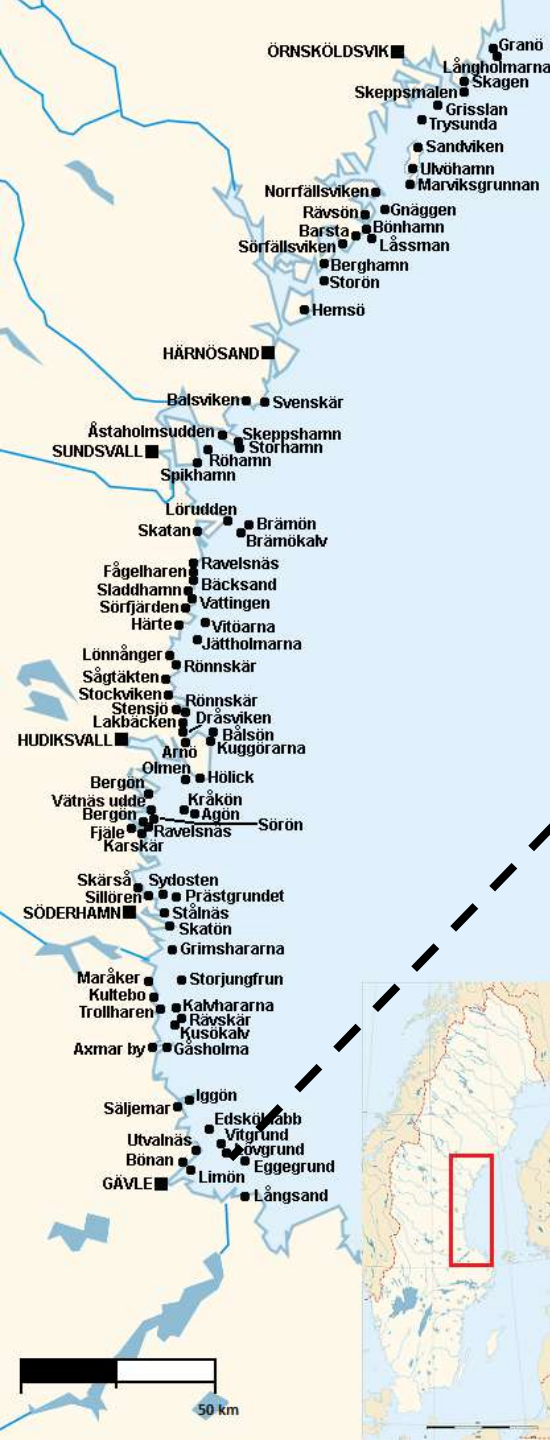 Granö
ÖRNSKÖLDSVIK
Långholmarna
Skagen
Skeppsmalen
Grisslan
Trysunda
Sandviken
Ulvöhamn
Marviksgrunnan
Norrfällsviken
Gnäggen
Rävsön
Bönhamn
Barsta
Låssman
Sörfällsviken
Berghamn
Storön
Hemsö
HÄRNÖSAND
Balsviken
Svenskär
Åstaholmsudden
Skeppshamn
Storhamn
SUNDSVALL
Röhamn
Spikhamn
Lörudden
Brämön
Skatan
Brämökalv
Ravelsnäs
Fågelharen
Bäcksand
Sladdhamn
Vattingen
Sörfjärden
Härte
Vitöarna
Jättholmarna
Lönnånger
Rönnskär
Sågtäkten
Stockviken
Rönnskär
Stensjö
Dråsviken
Lakbäcken
Bålsön
HUDIKSVALL
Kuggörarna
Arnö
Olmen
Hölick
Bergön
Kråkön
Vätnäs udde
Agön
Bergön
Sörön
Fjäle
Ravelsnäs
Karskär
Skärså
Sydosten
Sillören
Prästgrundet
SÖDERHAMN
Stålnäs
Skatön
Grimshararna
Maråker
Storjungfrun
Kultebo
Kalvhararna
Trollharen
Rävskär
Kusökalv
Axmar by
Gåsholma
Iggön
Säljemar
Vitgrund
Utvalnäs
Bönan
Eggegrund
Limön
GÄVLE
Långsand
50 km